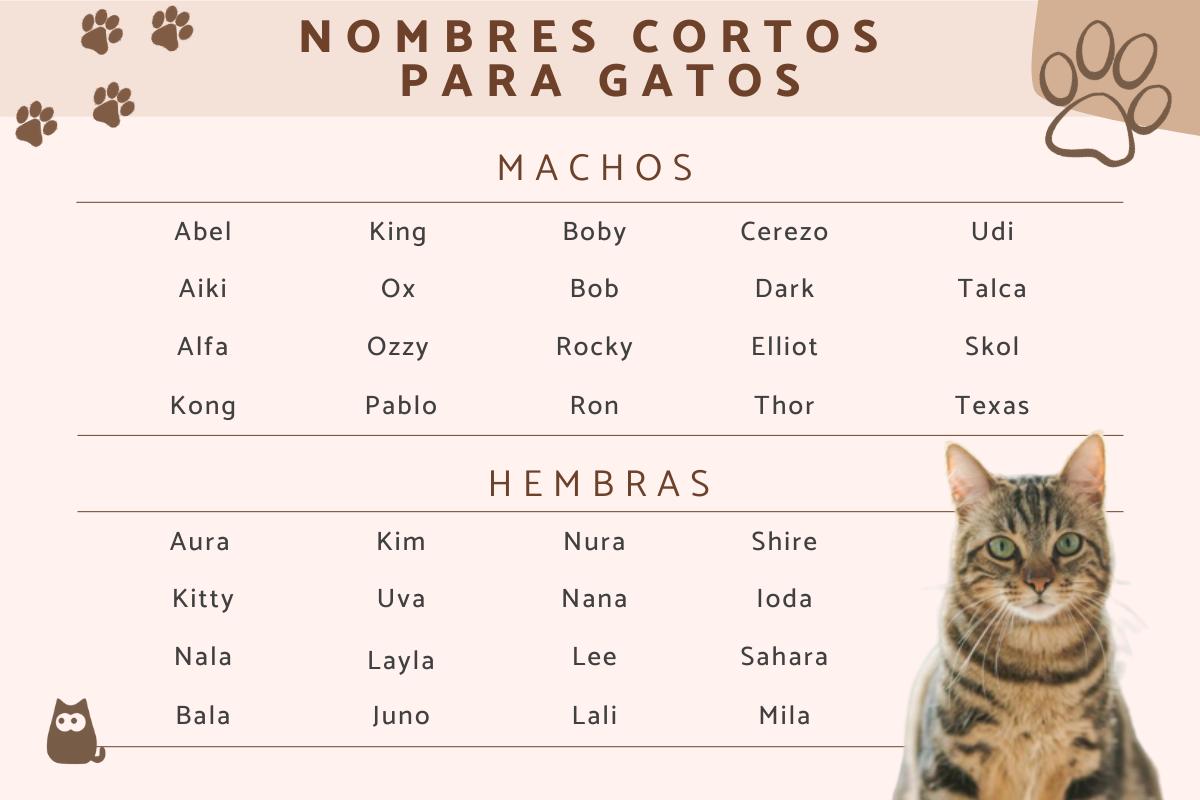 NOMBRES CORTOS
PARA GATOS
MACHOS
Abel King Boby Cerezo Udi
Aiki Ox Bob Dark Talca
Alfa Ozzy Rocky Elliot Skol
Kong Pablo Ron Thor Texas
HEMBRAS
Aura Kim Nura Shire
Kitty Uva Nana Ioda
Nala Layla Lee Sahara
Bala Juno Lali Mila